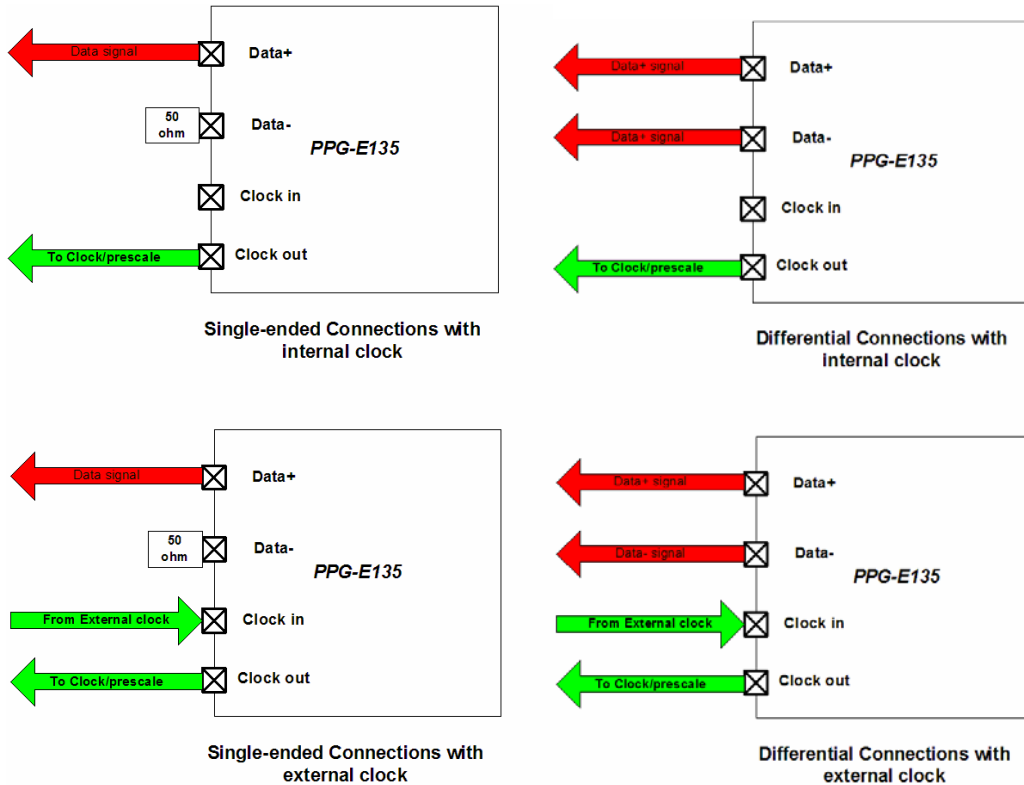 Data signal
Data+
50
ohm
Data-
PPG-E135
Clock in
To Clock/prescale
Clock out
Single-ended Connections with
internal clock
Data+ signal
Data+
Data+ signal
Data-
PPG-E135
Clock in
To Clock/prescale
Clock out
Differential Connections with
internal clock
Data signal
Data+
50
ohm
Data-
PPG-E135
From External clock
Clock in
To Clock/prescale
Clock out
Single-ended Connections with
external clock
Data+ signal
Data+
Data- signal
Data-
PPG-E135
From External clock
Clock in
To Clock/prescale
Clock out
Differential Connections with
external clock